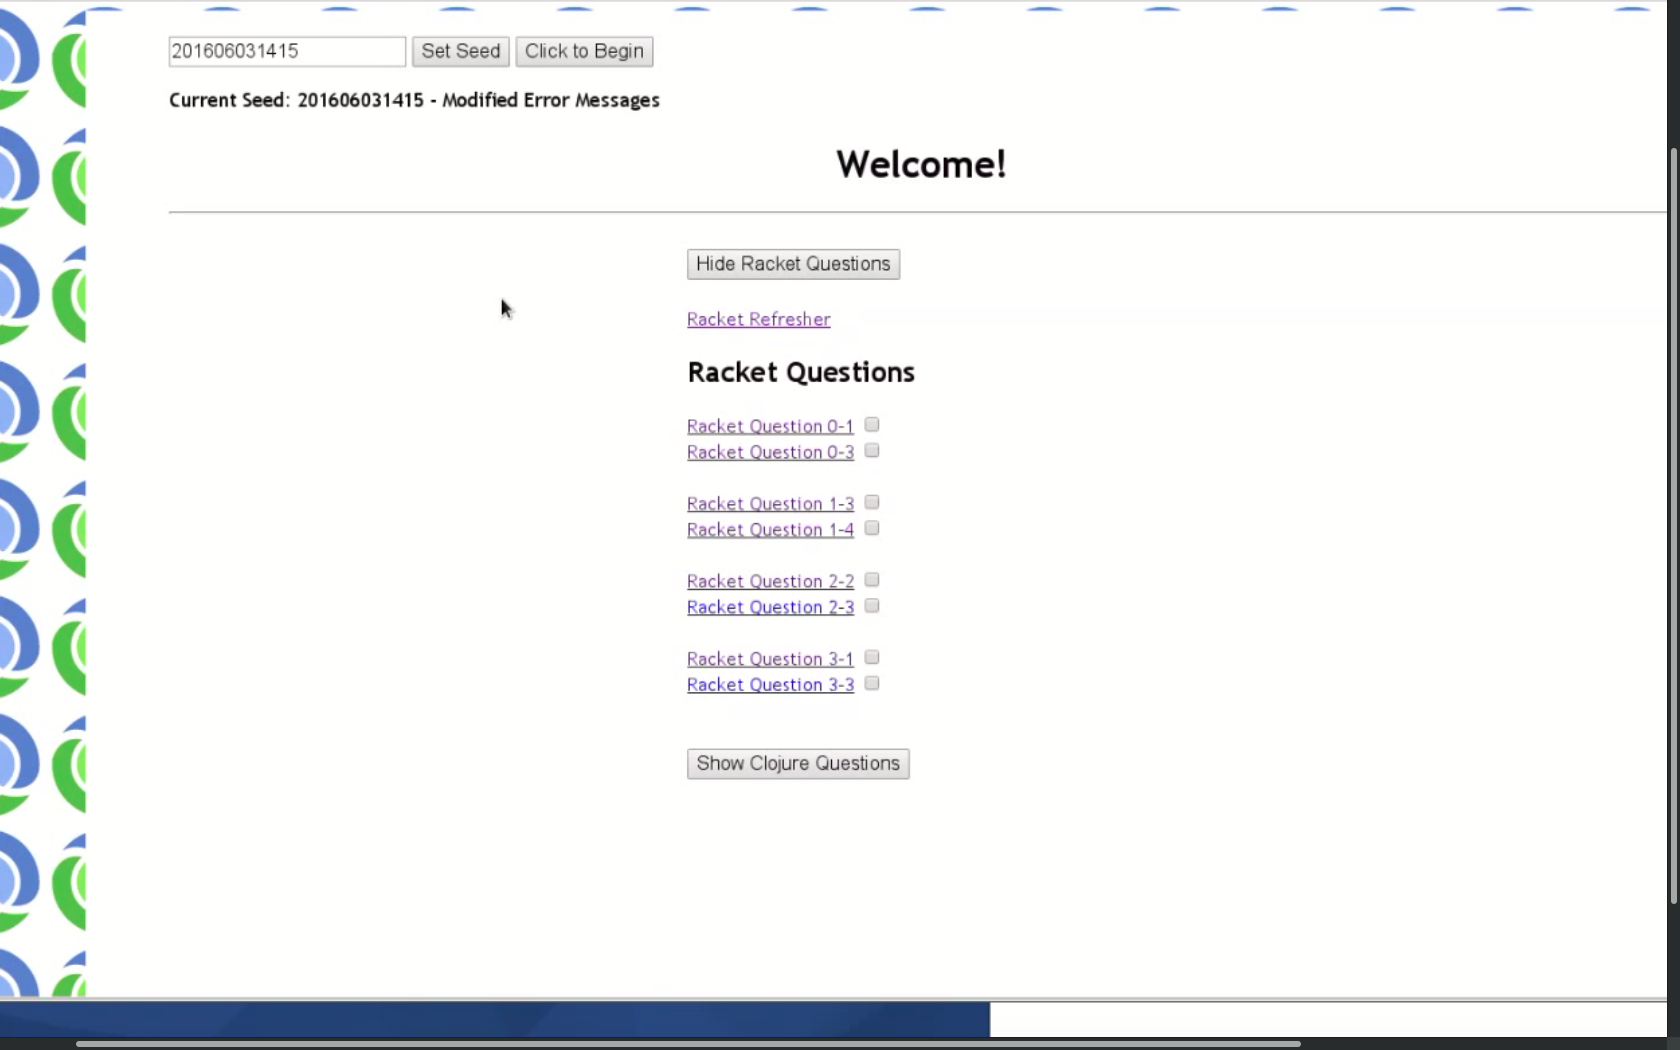 201606031415 Set Seed Click to Begin
Current Seed: 201606031415 - Modified Error Messages
Welcome!
Hide Racket Questions
Racket Refresher
Racket Questions
Racket Question 0-1
Racket Question 0-3
Racket Question 1-3
Racket Question 1-4
Racket Question 2-2
Racket Question 2-3
Racket Question 3-1
Racket Question 3-3
Show Clojure Questions